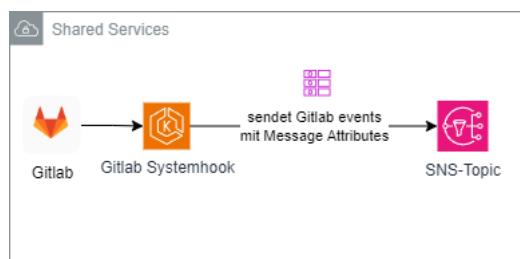 Shared Services
sendet Gitlab events
mit Message Attributes
Gitlab
Gitlab Systemhook
SNS-Topic